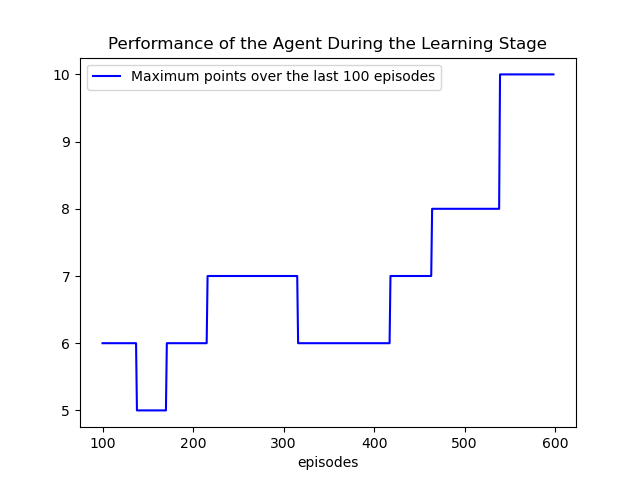 Performance of the Agent During the Learning Stage
Maximum points over the last 100 episodes
10
9
8
7
6
5
100 200 300 400 500 600
episodes